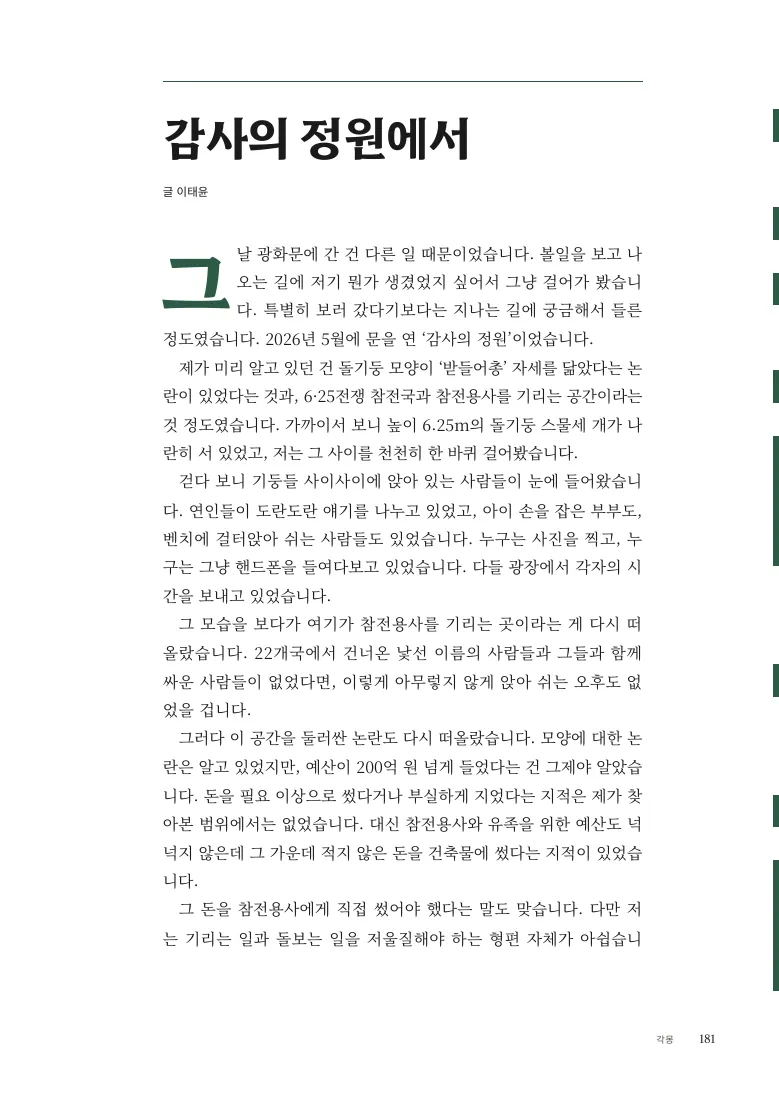 감사의 정원에서
글 이태윤
그날 광화문에 간 건 다른 일 때문이었습니다. 볼일을 보고 나
오는 길에 저기 뭔가 생겼었지 싶어서 그냥 걸어가 봤습니
다. 특별히 보러 갔다기보다는 지나는 길에 궁금해서 들른
정도였습니다. 2026년 5월에 문을 연 ‘감사의 정원’이었습니다.
제가 미리 알고 있던 건 돌기둥 모양이 ‘받들어총’ 자세를 닮았다는 논
란이 있었다는 것과, 6·25전쟁 참전국과 참전용사를 기리는 공간이라는
것 정도였습니다. 가까이서 보니 높이 6.25m의 돌기둥 스물세 개가 나
란히 서 있었고, 저는 그 사이를 천천히 한 바퀴 걸어봤습니다.
걷다 보니 기둥들 사이사이에 앉아 있는 사람들이 눈에 들어왔습니
다. 연인들이 도란도란 얘기를 나누고 있었고, 아이 손을 잡은 부부도,
벤치에 걸터앉아 쉬는 사람들도 있었습니다. 누구는 사진을 찍고, 누
구는 그냥 핸드폰을 들여다보고 있었습니다. 다들 광장에서 각자의 시
간을 보내고 있었습니다.
그 모습을 보다가 여기가 참전용사를 기리는 곳이라는 게 다시 떠
올랐습니다. 22개국에서 건너온 낯선 이름의 사람들과 그들과 함께
싸운 사람들이 없었다면, 이렇게 아무렇지 않게 앉아 쉬는 오후도 없
었을 겁니다.
그러다 이 공간을 둘러싼 논란도 다시 떠올랐습니다. 모양에 대한 논
란은 알고 있었지만, 예산이 200억 원 넘게 들었다는 건 그제야 알았습
니다. 돈을 필요 이상으로 썼다거나 부실하게 지었다는 지적은 제가 찾
아본 범위에서는 없었습니다. 대신 참전용사와 유족을 위한 예산도 넉
넉지 않은데 그 가운데 적지 않은 돈을 건축물에 썼다는 지적이 있었습
니다.
그 돈을 참전용사에게 직접 썼어야 했다는 말도 맞습니다. 다만 저
는 기리는 일과 돌보는 일을 저울질해야 하는 형편 자체가 아쉽습니
각몽 181